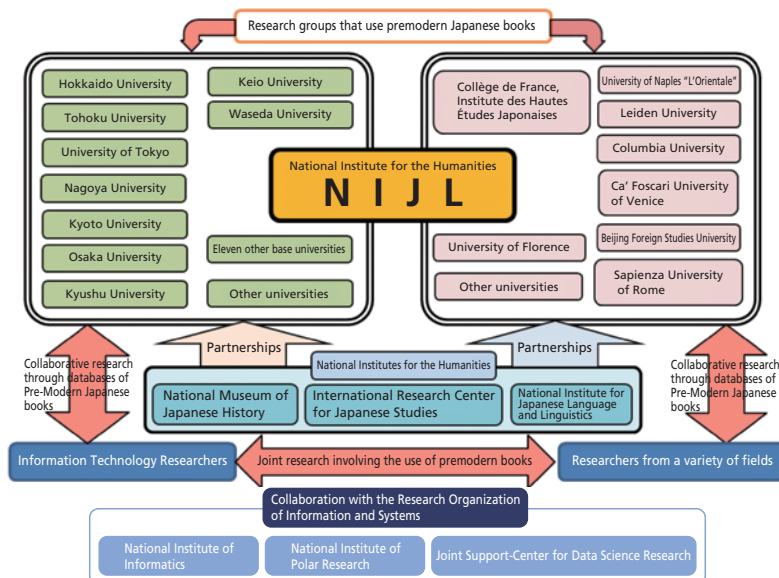 Research groups that use premodern Japanese books
Hokkaido University
Tohoku University
University of Tokyo
Nagoya University
Kyoto University
Osaka University
Kyushu University
Keio University
Waseda University
Eleven other base universities
Other universities
National Institute for the Humanities
N I J L
Collège de France,
Institute des Hautes
Études Japonaises
University of Florence
Other universities
University of Naples "L'Orientale"
Leiden University
Columbia University
Ca' Foscari University
of Venice
Beijing Foreign Studies University
Sapienza University
of Rome
Collaborative research
through databases of
Pre-Modern Japanese
books
Partnerships
National Institutes for the Humanities
Partnerships
Collaborative research
through databases of
Pre-Modern Japanese
books
National Museum of
Japanese History
International Research Center
for Japanese Studies
National Institute for
Japanese Language
and Linguistics
Information Technology Researchers
Joint research involving the use of premodern books
Researchers from a variety of fields
Collaboration with the Research Organization
of Information and Systems
National Institute of
Informatics
National Institute of
Polar Research
Joint Support-Center for Data Science Research